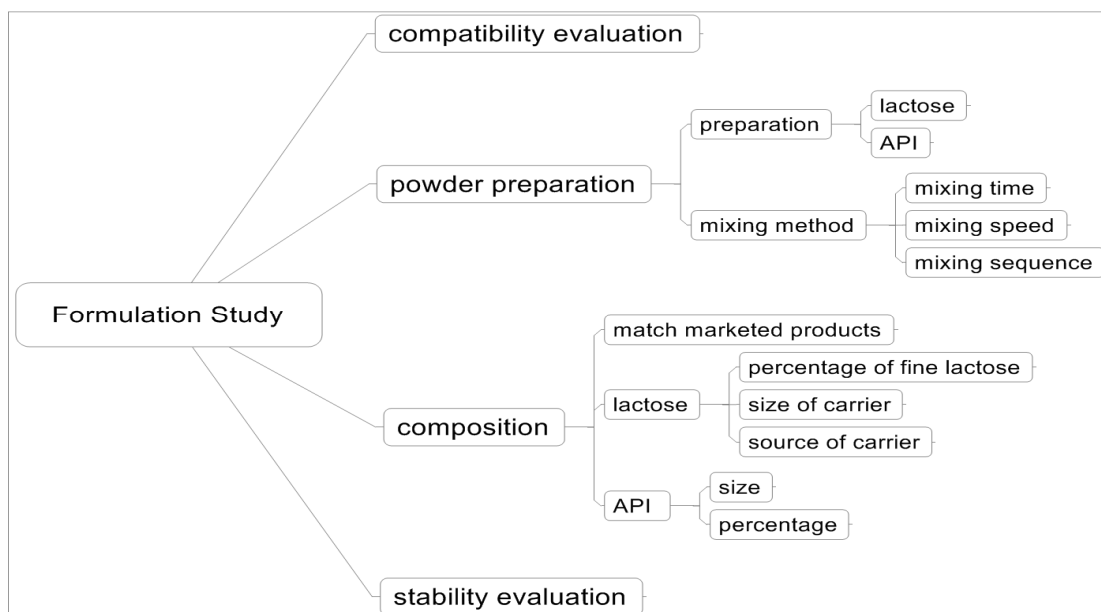 compatibility evaluation
lactose
preparation
API
powder preparation
mixing time
mixing method
mixing speed
mixing sequence
Formulation Study
match marketed products
percentage of fine lactose
lactose
size of carrier
composition
source of carrier
size
API
percentage
stability evaluation